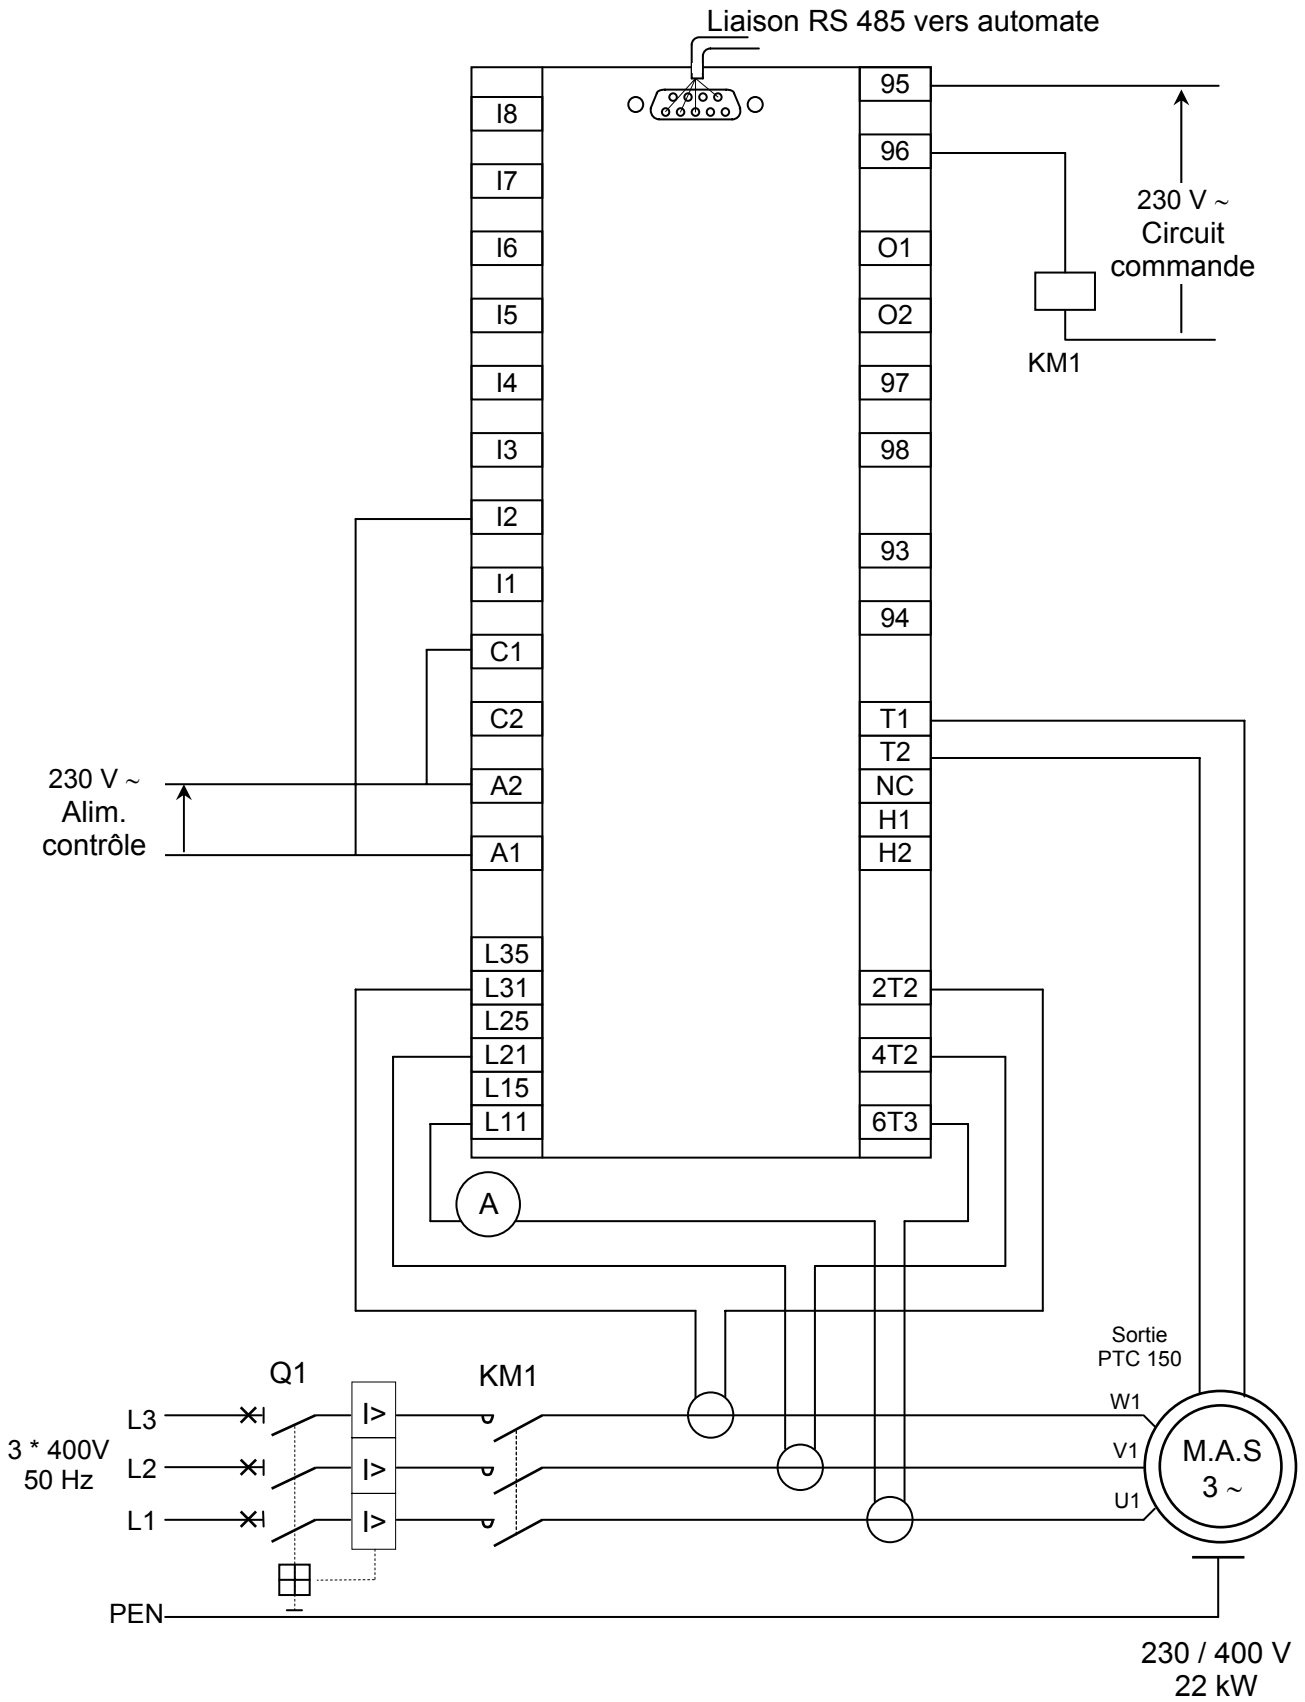 Liaison RS 485 vers automate
I8
I7
I6
I5
I4
I3
I2
I1
C1
C2
A2
A1
L35
L31
L25
L21
L15
L11
95
96
O1
O2
97
98
93
94
T1
T2
NC
H1
H2
2T2
4T2
6T3
230 V ~
Circuit
commande
KM1
230 V ~
Alim.
contrôle
A
Sortie
PTC 150
Q1
KM1
L3
L2
L1
3 * 400V
50 Hz
I>
I>
I>
W1
V1
U1
M.A.S
3 ~
PEN
230 / 400 V
22 kW